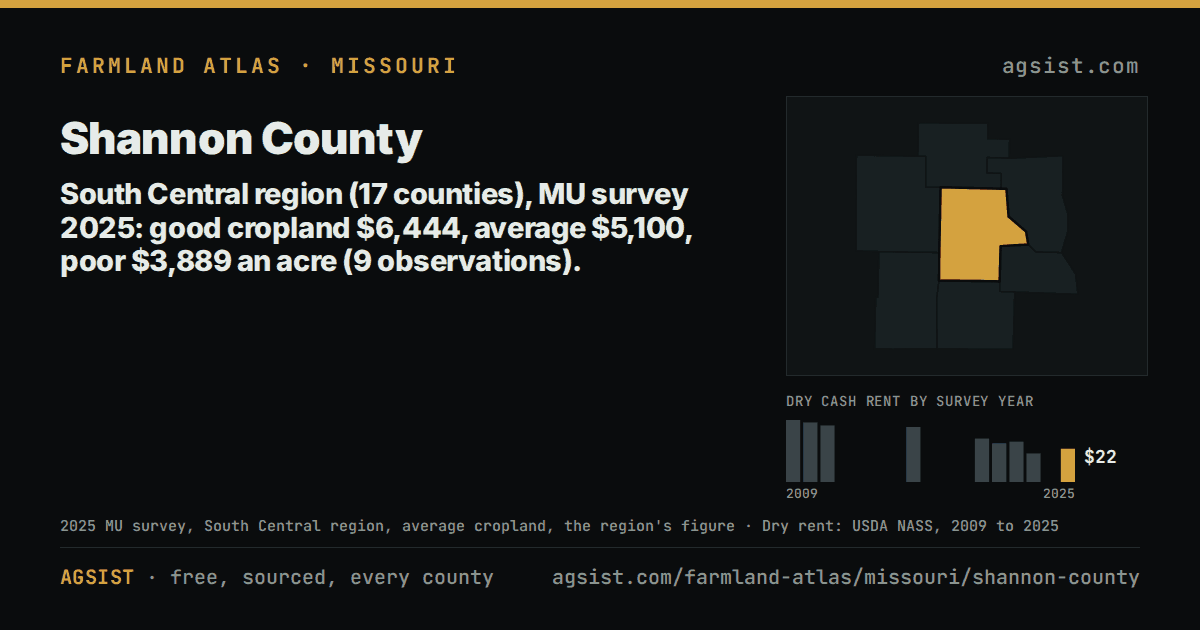 FARMLAND ATLAS · MISSOURI
agsist.com
Shannon County
South Central region (17 counties), MU survey
2025: good cropland $6,444, average $5,100,
poor $3,889 an acre (9 observations).
DRY CASH RENT BY SURVEY YEAR
$22
2009
2025
2025 MU survey, South Central region, average cropland, the region's figure · Dry rent: USDA NASS, 2009 to 2025
AGSIST · free, sourced, every county
agsist.com/farmland-atlas/missouri/shannon-county